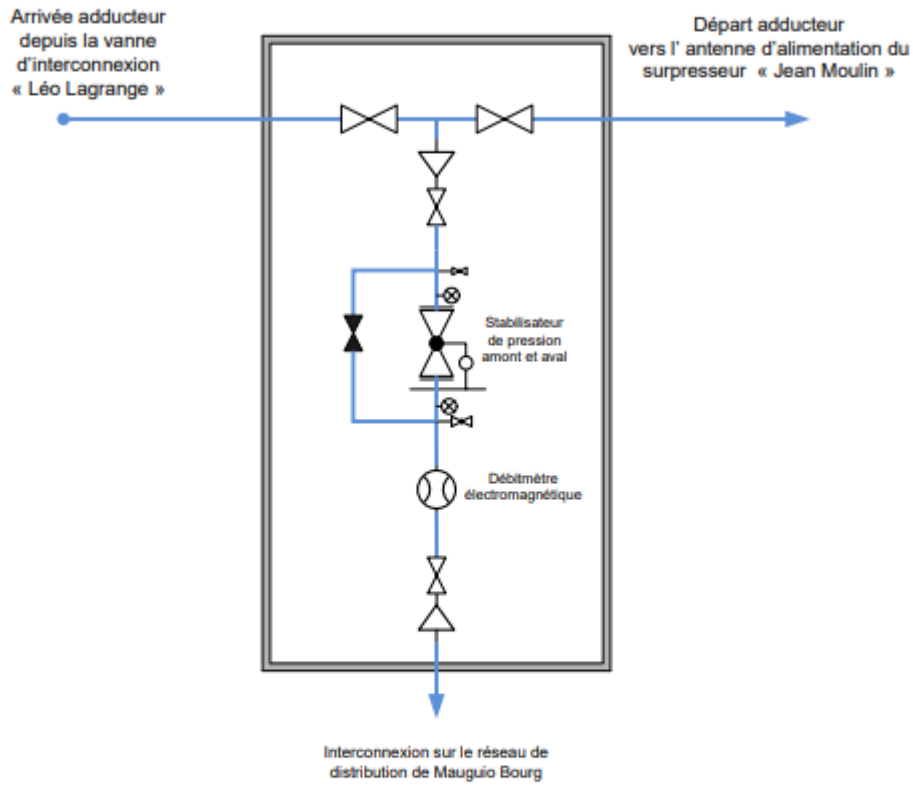 Arrivée adducteur
depuis la vanne
d'interconnexion
« Léo Lagrange »
Départ adducteur
vers l' antenne d'alimentation du
surpresseur « Jean Moulin »
Stabilisateur
de pression
amont et aval
Débitmètre
électromagnétique
Interconnexion sur le réseau de
distribution de Mauguio Bourg